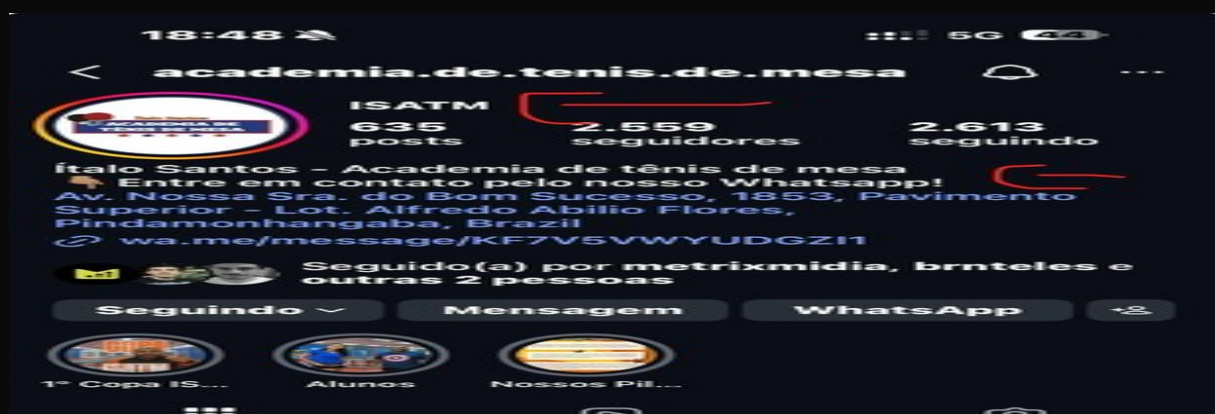 18:48
5G 44
academia.de.tenis.de.mesa
ISATM
635 2.559 2.613
posts seguidores seguindo
Ítalo Santos - Academia de tênis de mesa
Entre em contato pelo nosso Whatsapp!
Av. Nossa Sra. do Bom Sucesso, 1853, Pavimento
Superior - Lot. Alfredo Abílio Flores,
Pindamonhangaba, Brazil
wa.me/message/KF7V5VWYUDGZI1
Seguido(a) por metrixmidia, brnteles e
outras 2 pessoas
Seguindo Mensagem WhatsApp
1° Copa IS... Alunos Nossos Pil...